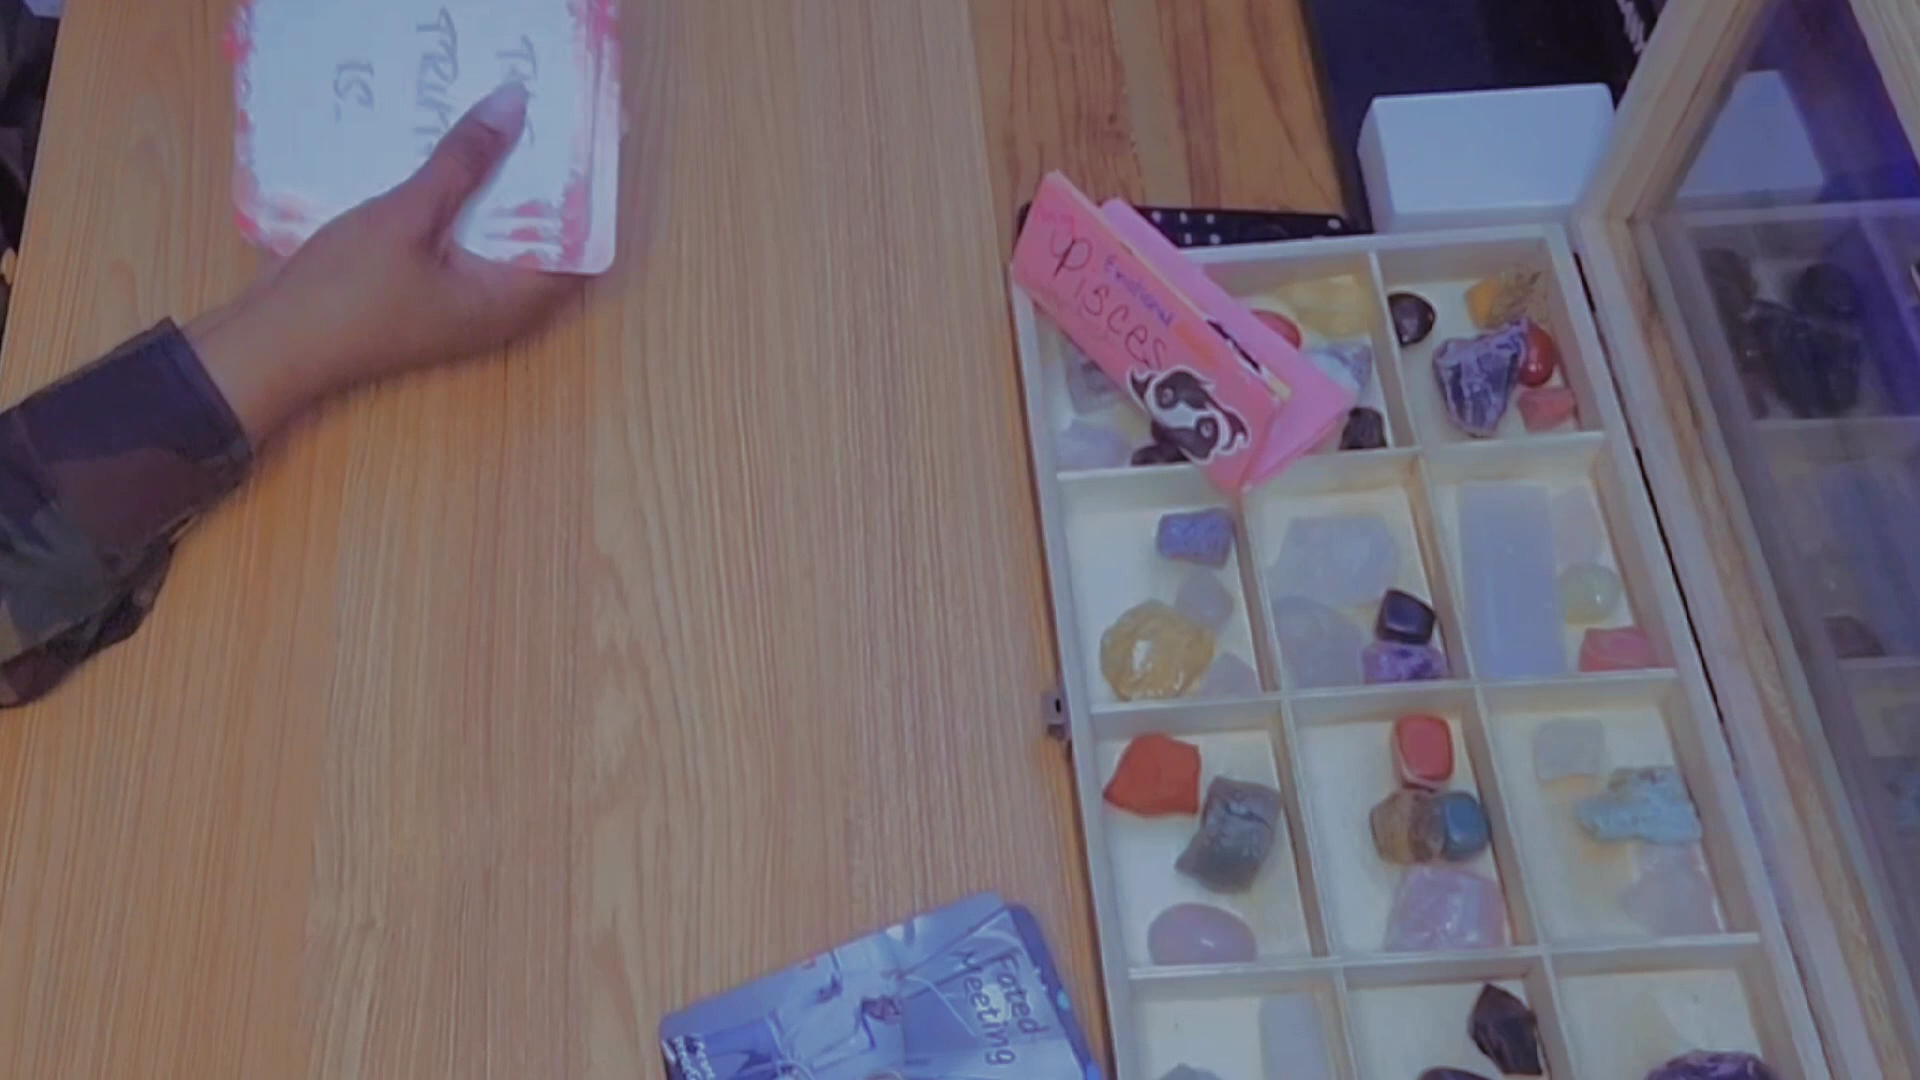 THE
TRUTH
IS.
Emotional
Pisces
Fated
Meeting